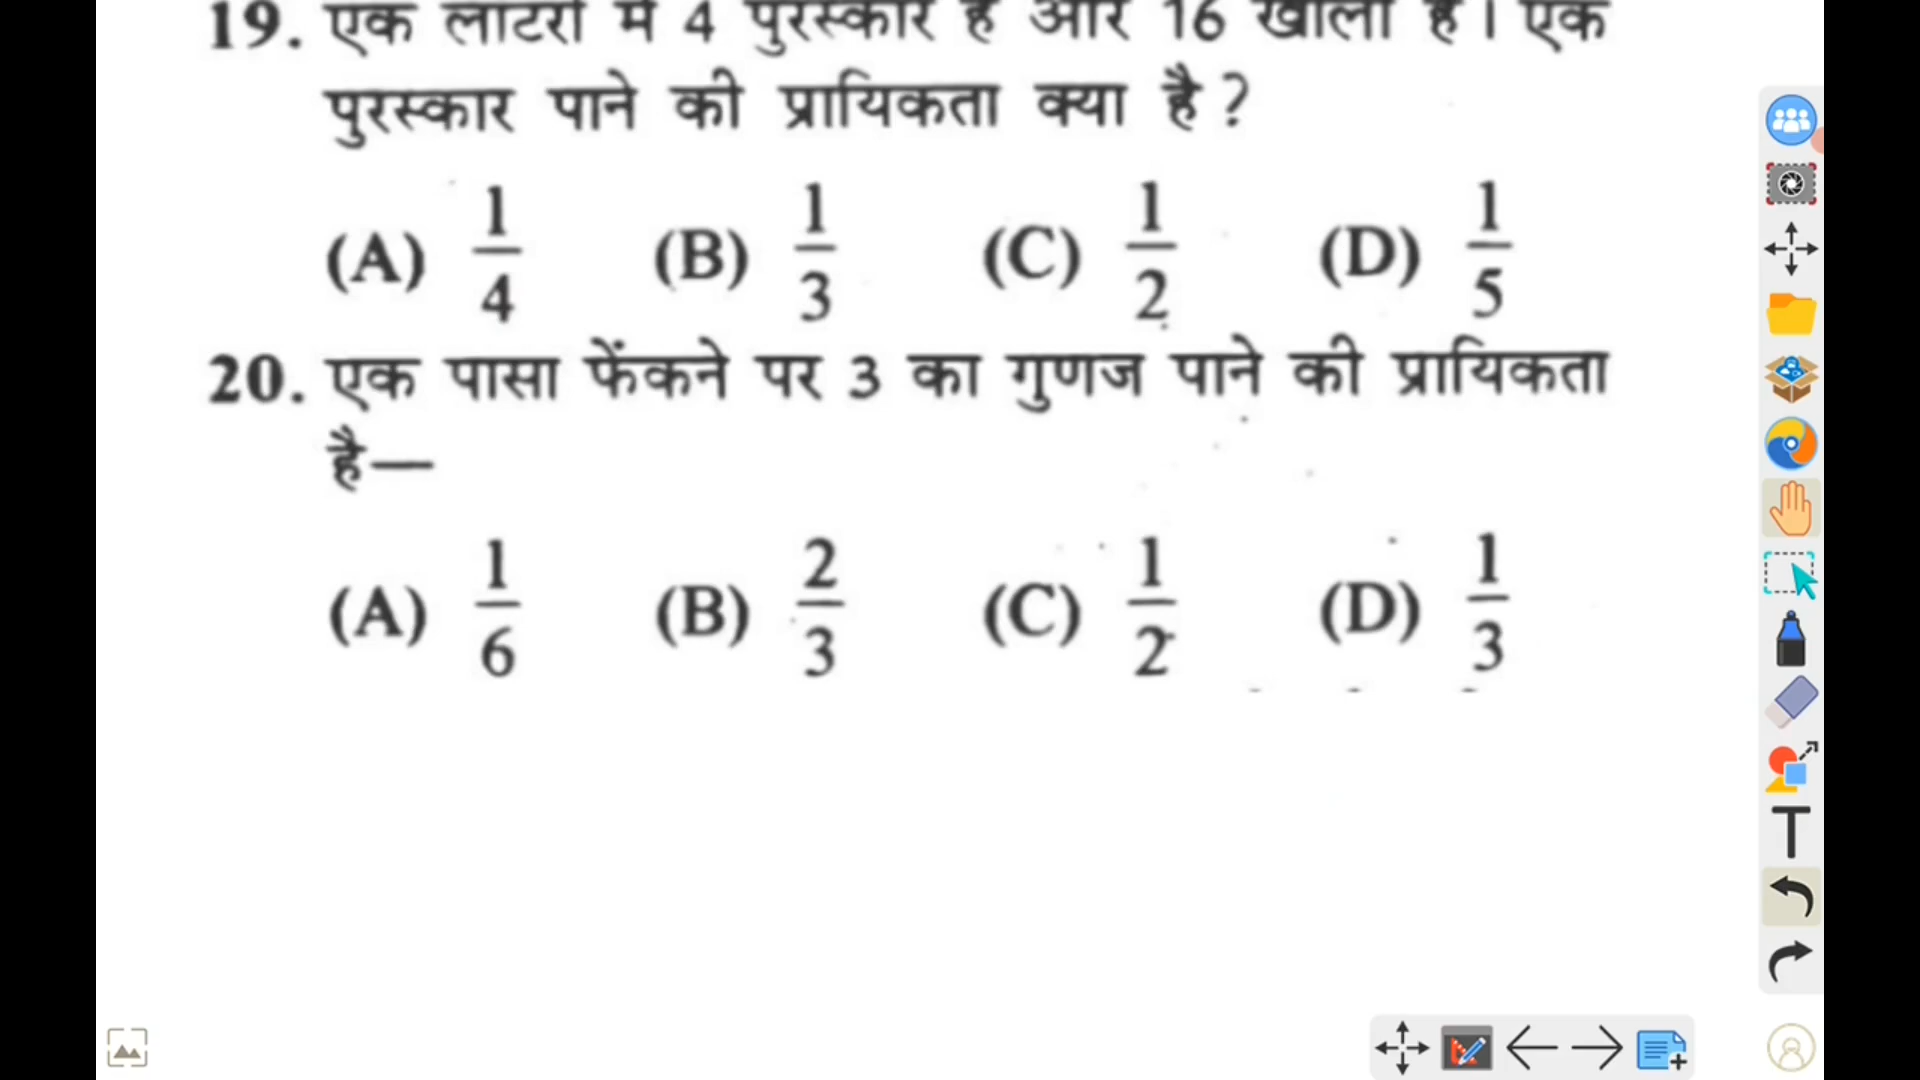 19. एक लाटरी में 4 पुरस्कार हैं और 16 खाली हैं। एक
पुरस्कार पाने की प्रायिकता क्या है ?
(A) 1/4 (B) 1/3 (C) 1/2 (D) 1/5
20. एक पासा फेंकने पर 3 का गुणज पाने की प्रायिकता
है—
(A) 1/6 (B) 2/3 (C) 1/2 (D) 1/3